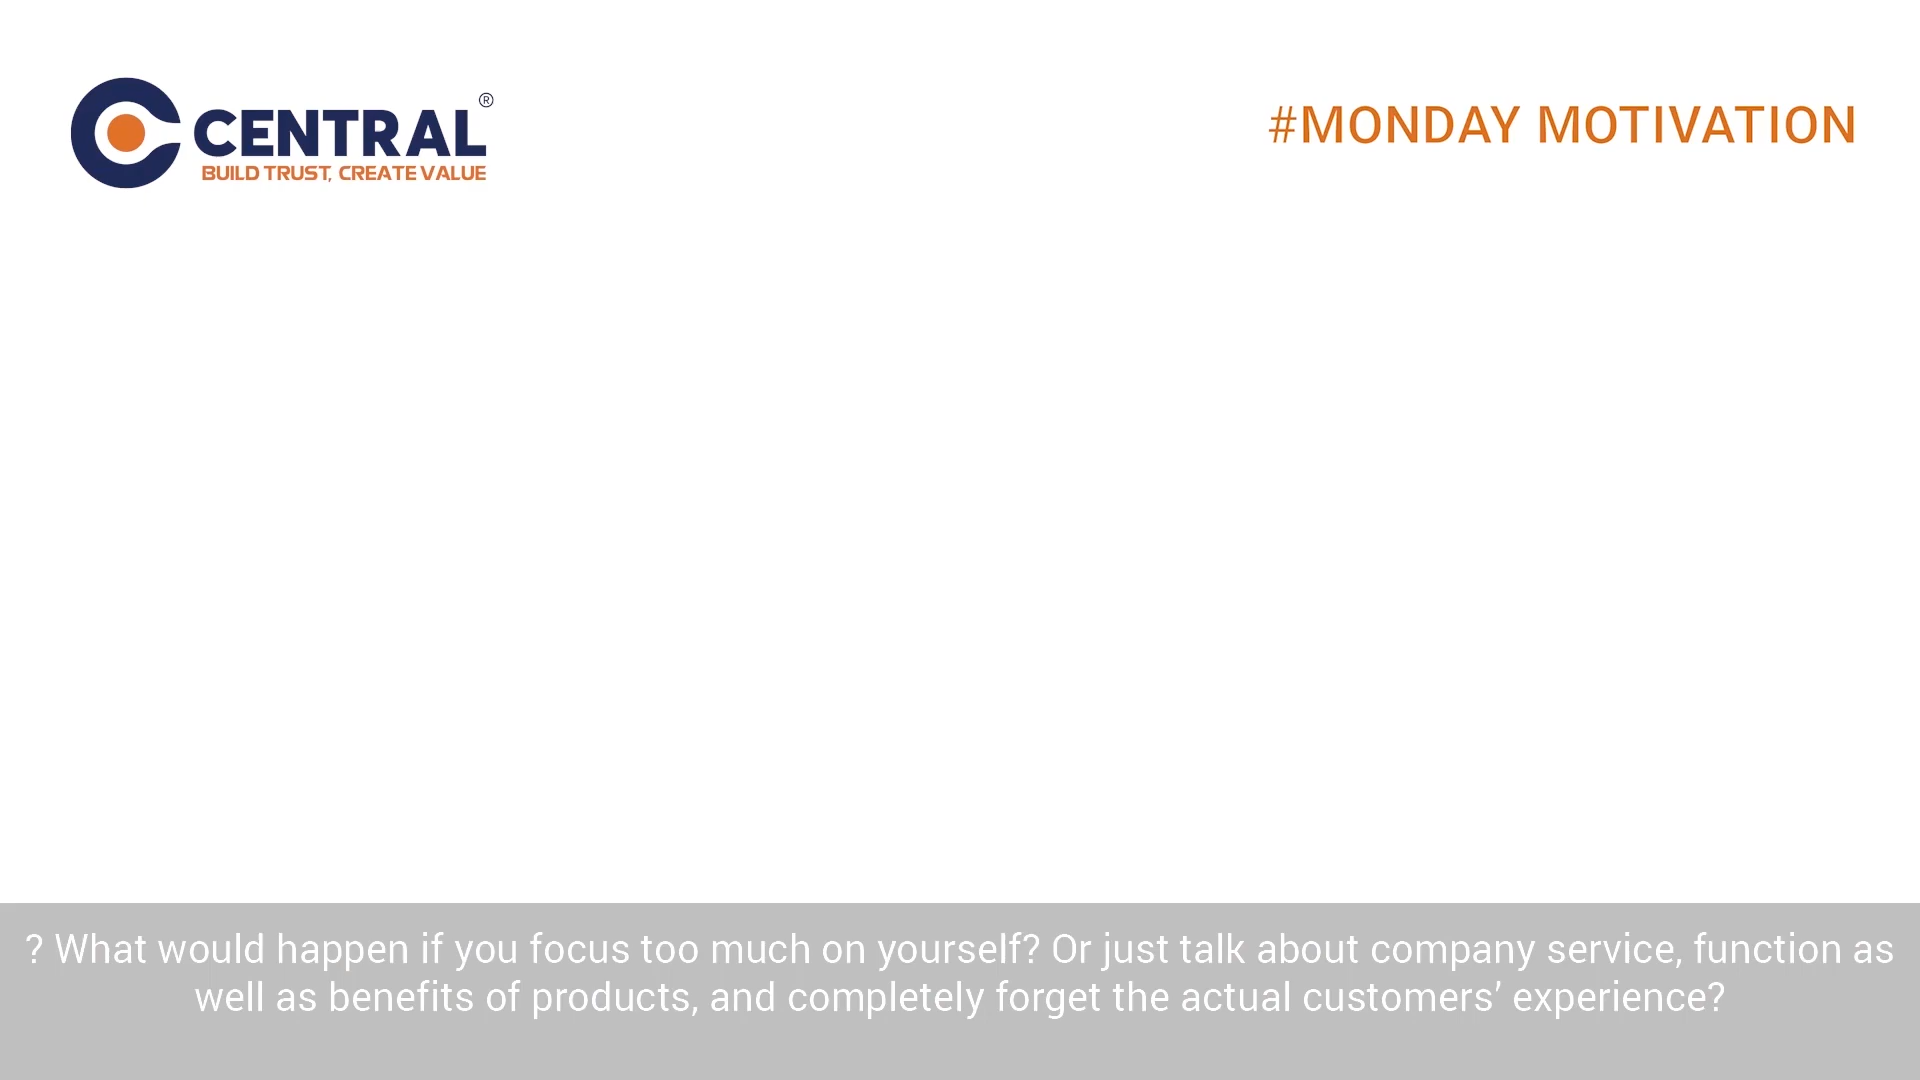 CENTRAL®
BUILD TRUST, CREATE VALUE
#MONDAY MOTIVATION
? What would happen if you focus too much on yourself? Or just talk about company service, function as
well as benefits of products, and completely forget the actual customers’ experience?